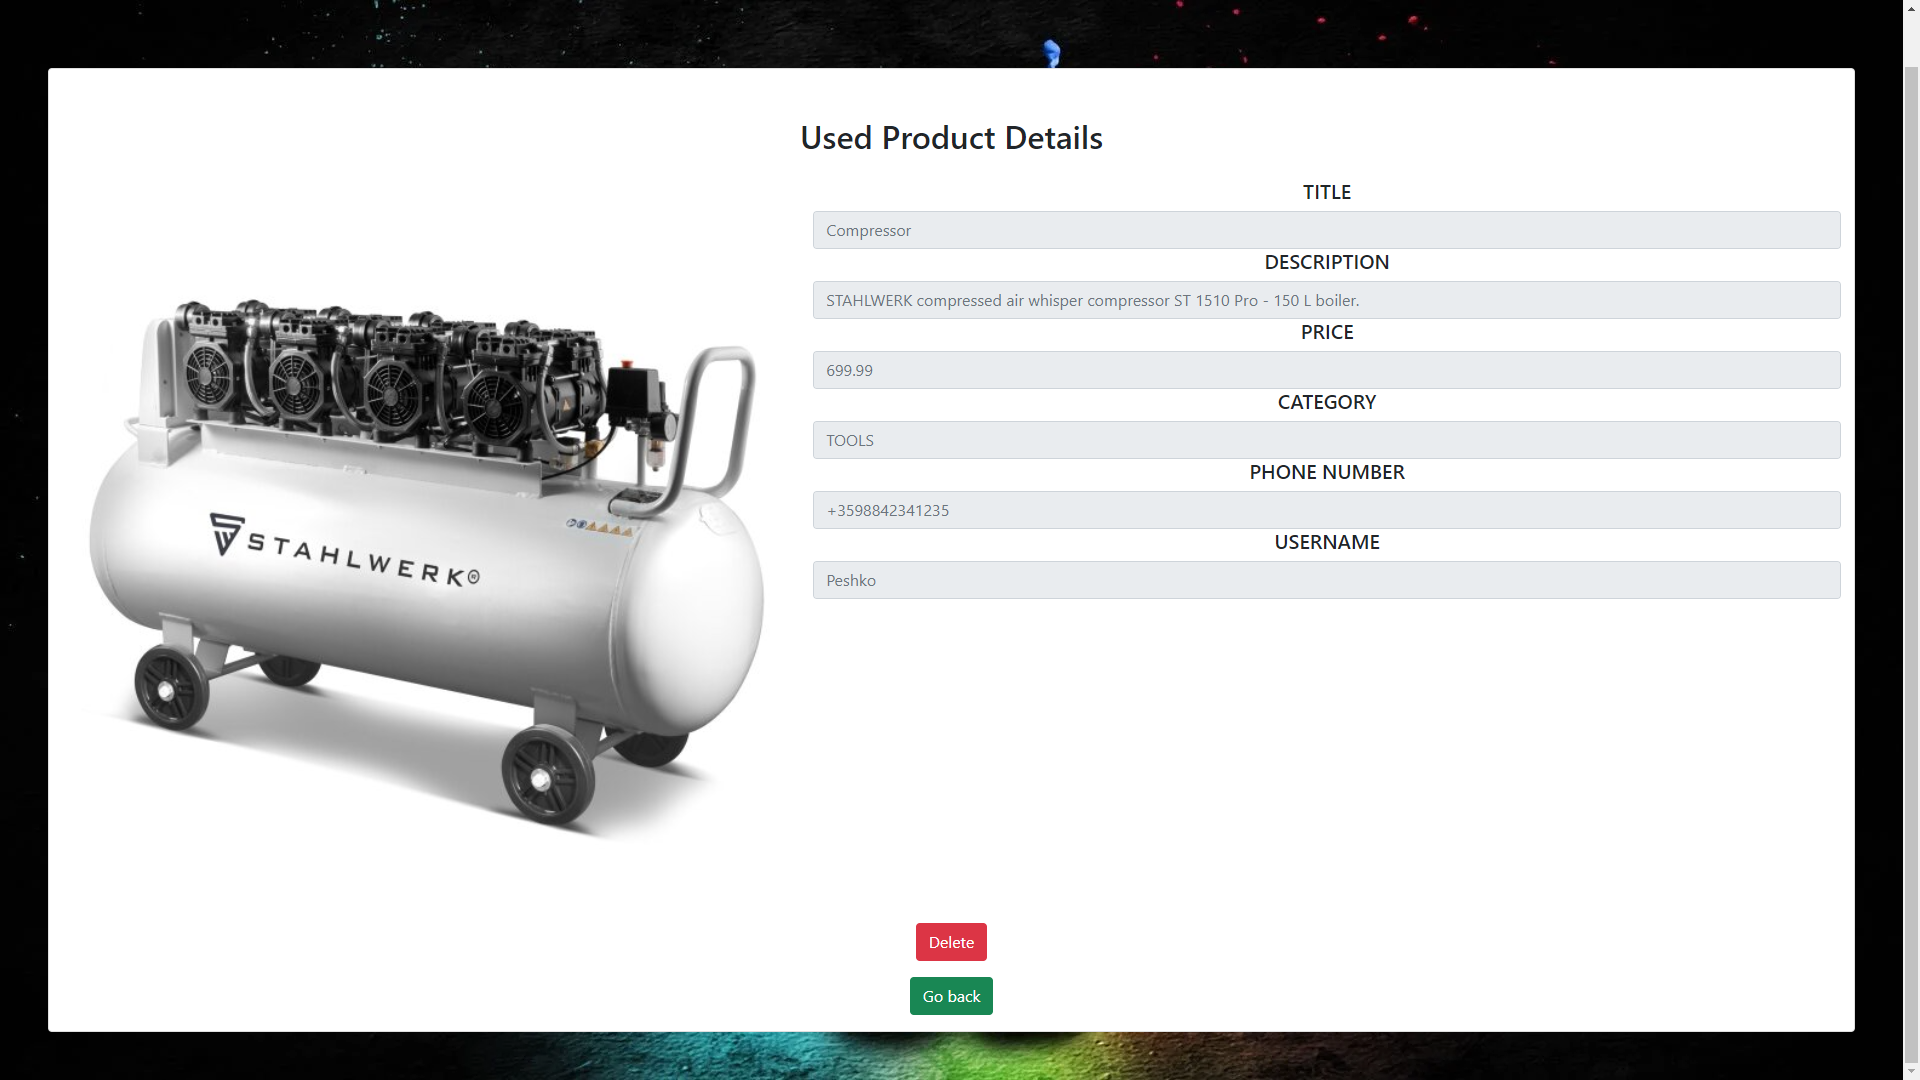 Used Product Details
TITLE
Compressor
DESCRIPTION
STAHLWERK compressed air whisper compressor ST 1510 Pro - 150 L boiler.
PRICE
699.99
CATEGORY
TOOLS
PHONE NUMBER
+3598842341235
USERNAME
Peshko
STAHLWERK®
Delete
Go back